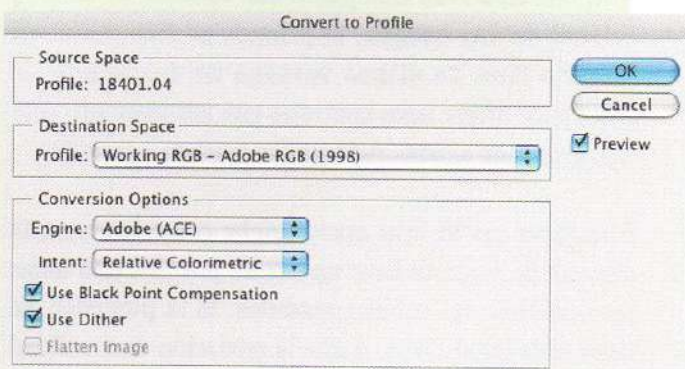 Convert to Profile
Source Space
Profile: 18401.04
OK
Cancel
Destination Space
Profile: Working RGB - Adobe RGB (1998)
Preview
Conversion Options
Engine: Adobe (ACE)
Intent: Relative Colorimetric
Use Black Point Compensation
Use Dither
Flatten Image